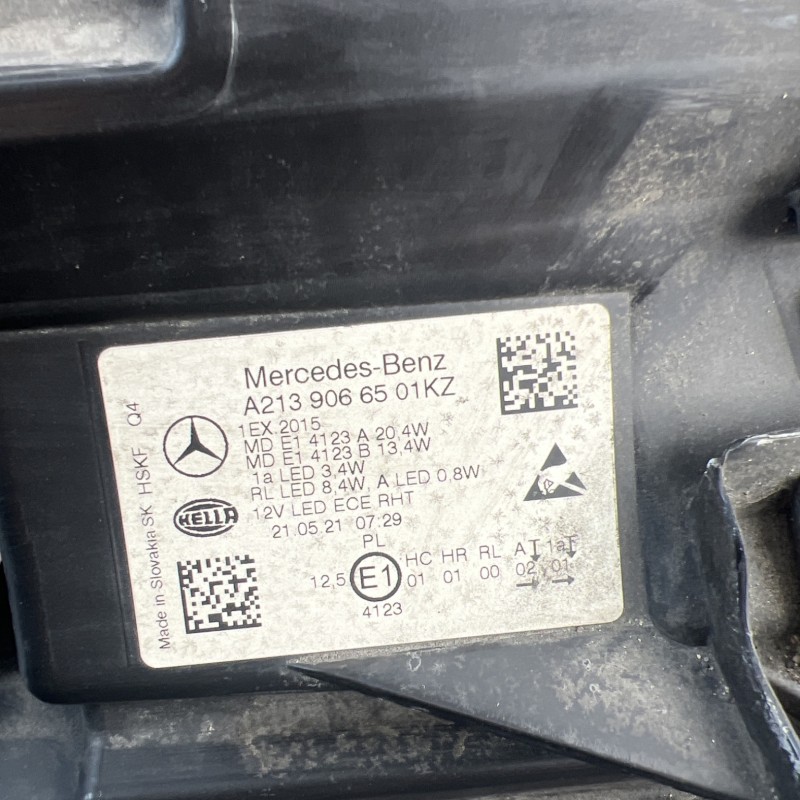 Mercedes-Benz
A213 906 65 01KZ
1EX 2015
MD E1 4123 A 20,4W
MD E1 4123 B 13,4W
1a LED 3,4W
RL LED 8,4W, A LED 0,8W
12V LED ECE RHT
21.05.21 07:29
PL
HC HR RL AT 1aT
12,5 E1 01 01 00 02 01
4123
HELLA
Made in Slovakia SK HSKF Q4